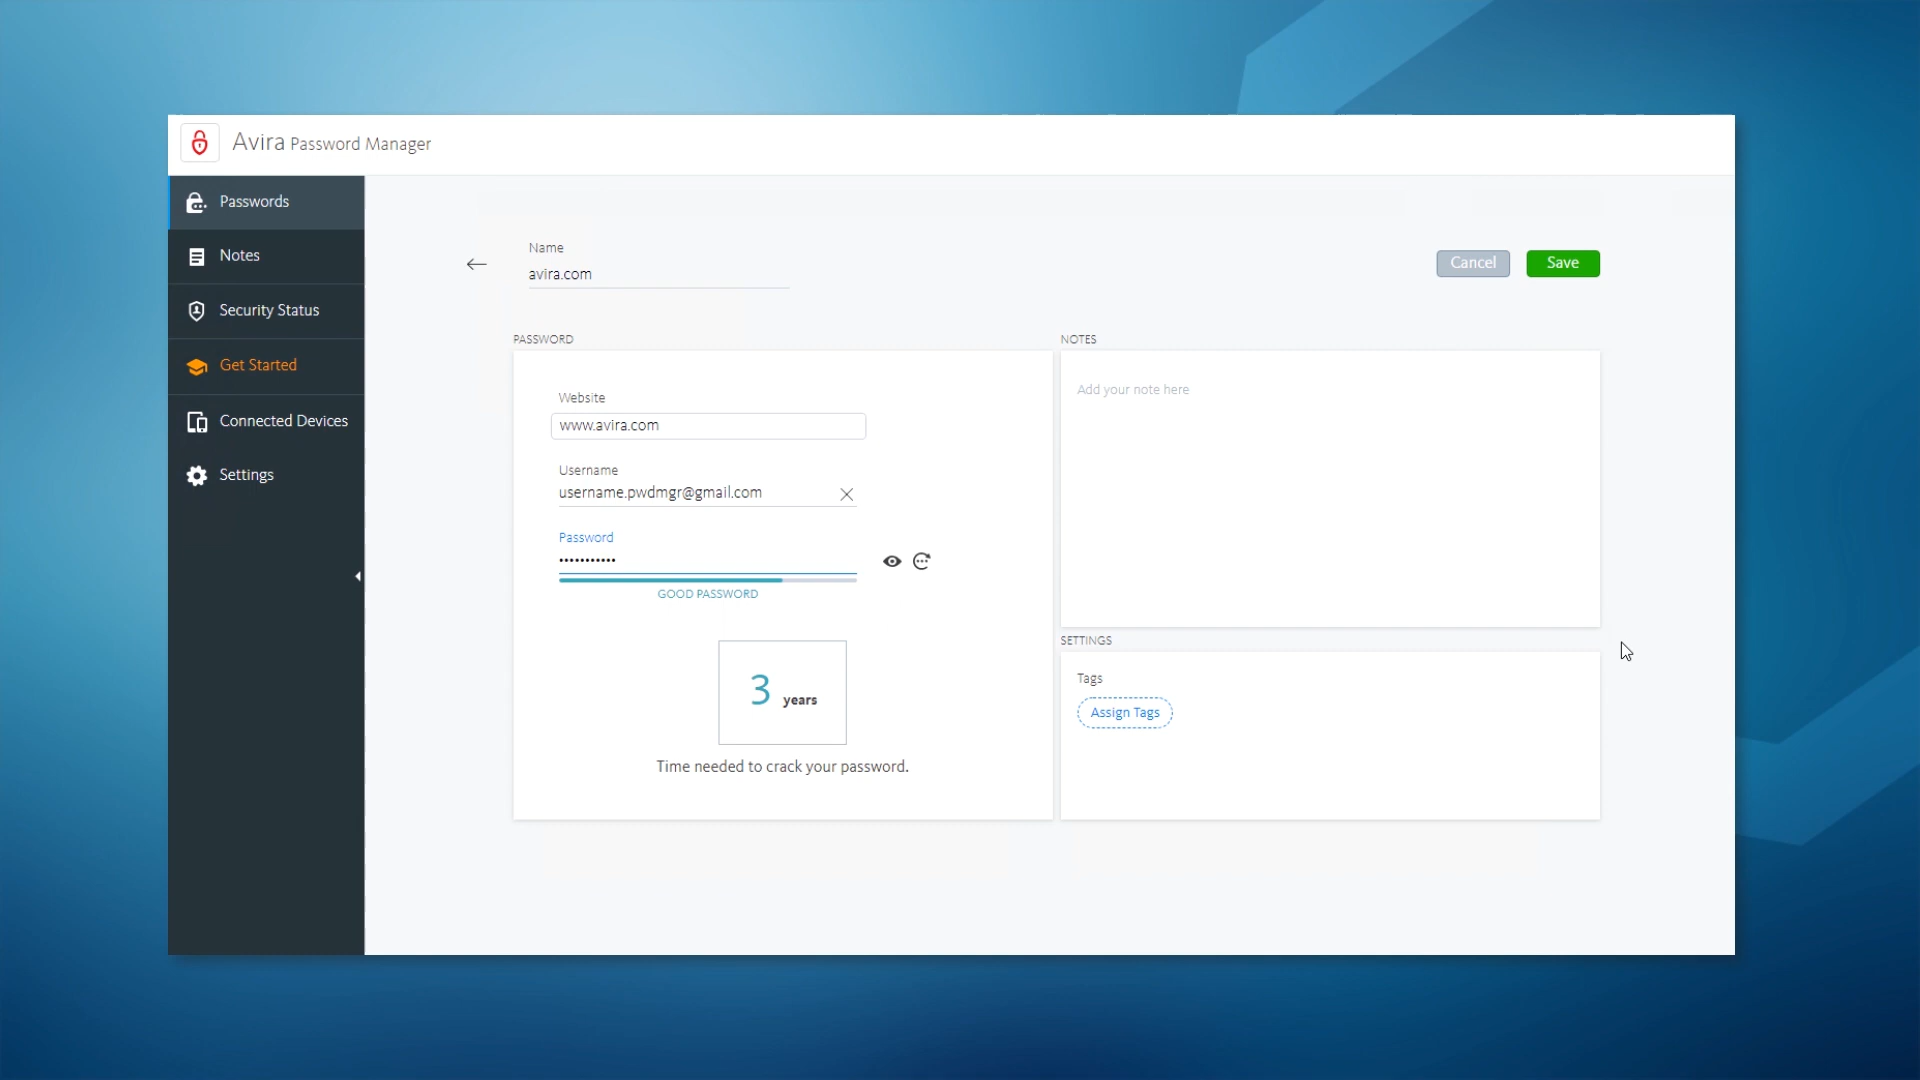 Avira Password Manager
Passwords
Notes
Security Status
Get Started
Connected Devices
Settings
Name
avira.com
Cancel
Save
PASSWORD
Website
www.avira.com
Username
username.pwdmgr@gmail.com
Password
•••••••••••
GOOD PASSWORD
3 years
Time needed to crack your password.
NOTES
Add your note here
SETTINGS
Tags
Assign Tags